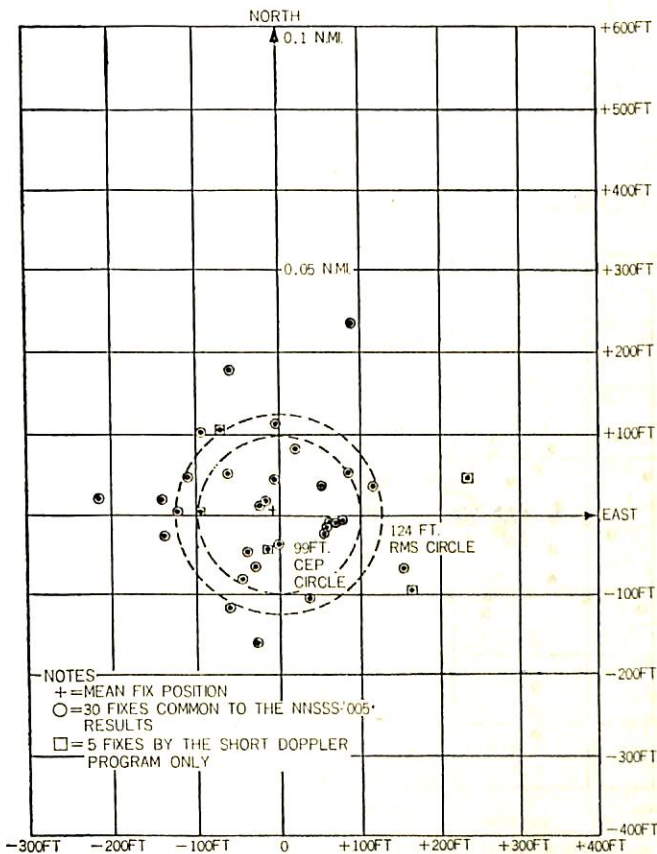 NORTH
0.1 N.MI.
+600FT
+500FT
+400FT
0.05 N.MI.
+300FT
+200FT
+100FT
EAST
124 FT.
RMS CIRCLE
99FT.
CEP
CIRCLE
-100FT
-200FT
-300FT
-400FT
NOTES
+ = MEAN FIX POSITION
○ = 30 FIXES COMMON TO THE NNSSS-'005'
RESULTS
□ = 5 FIXES BY THE SHORT DOPPLER
PROGRAM ONLY
-300FT -200FT -100FT 0 +100FT +200FT +300FT +400FT